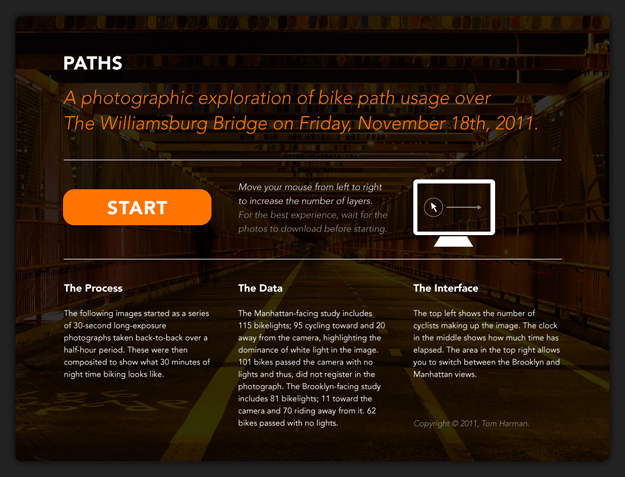 PATHS
A photographic exploration of bike path usage over
The Williamsburg Bridge on Friday, November 18th, 2011.
START
Move your mouse from left to right
to increase the number of layers.
For the best experience, wait for the
photos to download before starting.
The Process
The following images started as a series
of 30-second long-exposure
photographs taken back-to-back over a
half-hour period. These were then
composited to show what 30 minutes of
night time biking looks like.
The Data
The Manhattan-facing study includes
115 bikelights; 95 cycling toward and 20
away from the camera, highlighting the
dominance of white light in the image.
101 bikes passed the camera with no
lights and thus, did not register in the
photograph. The Brooklyn-facing study
includes 81 bikelights; 11 toward the
camera and 70 riding away from it. 62
bikes passed with no lights.
The Interface
The top left shows the number of
cyclists making up the image. The clock
in the middle shows how much time has
elapsed. The area in the top right allows
you to switch between the Brooklyn and
Manhattan views.
Copyright © 2011, Tom Harman.